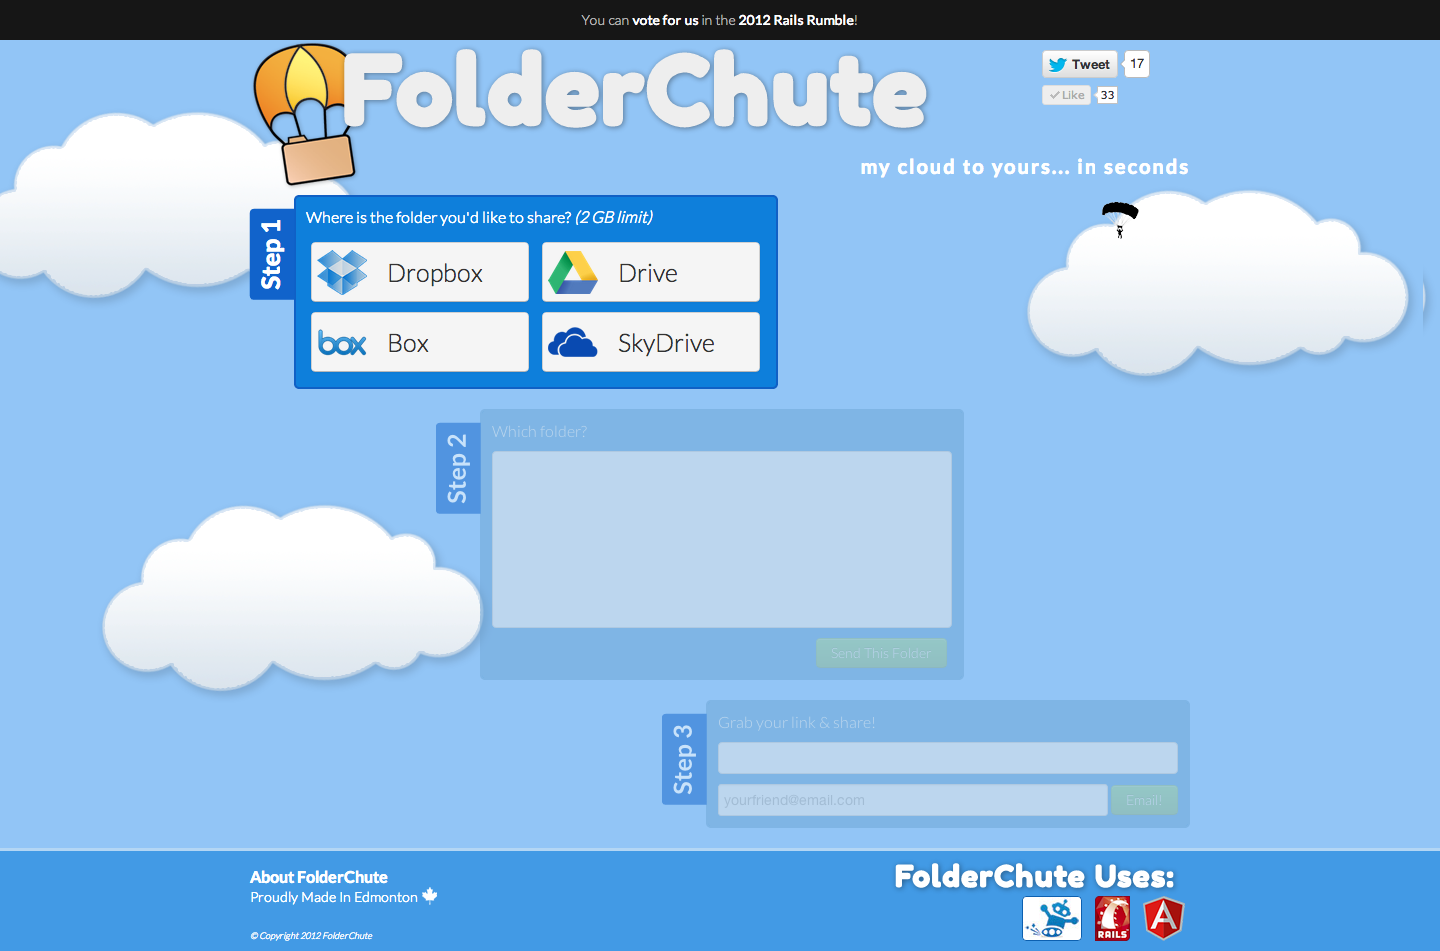 You can vote for us in the 2012 Rails Rumble!
FolderChute
Tweet 17
Like 33
my cloud to yours... in seconds
Step 1
Where is the folder you'd like to share? (2 GB limit)
Dropbox
Drive
box Box
SkyDrive
Step 2
Which folder?
Send This Folder
Step 3
Grab your link & share!
yourfriend@email.com
Email!
About FolderChute
Proudly Made In Edmonton
© Copyright 2012 FolderChute
FolderChute Uses:
RAILS
A